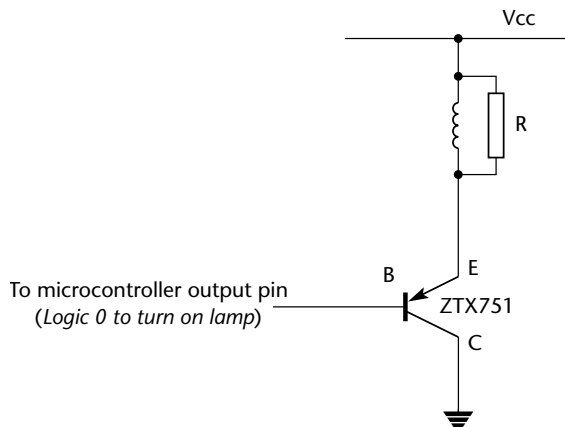 Vcc
R
B
E
To microcontroller output pin
(Logic 0 to turn on lamp)
ZTX751
C